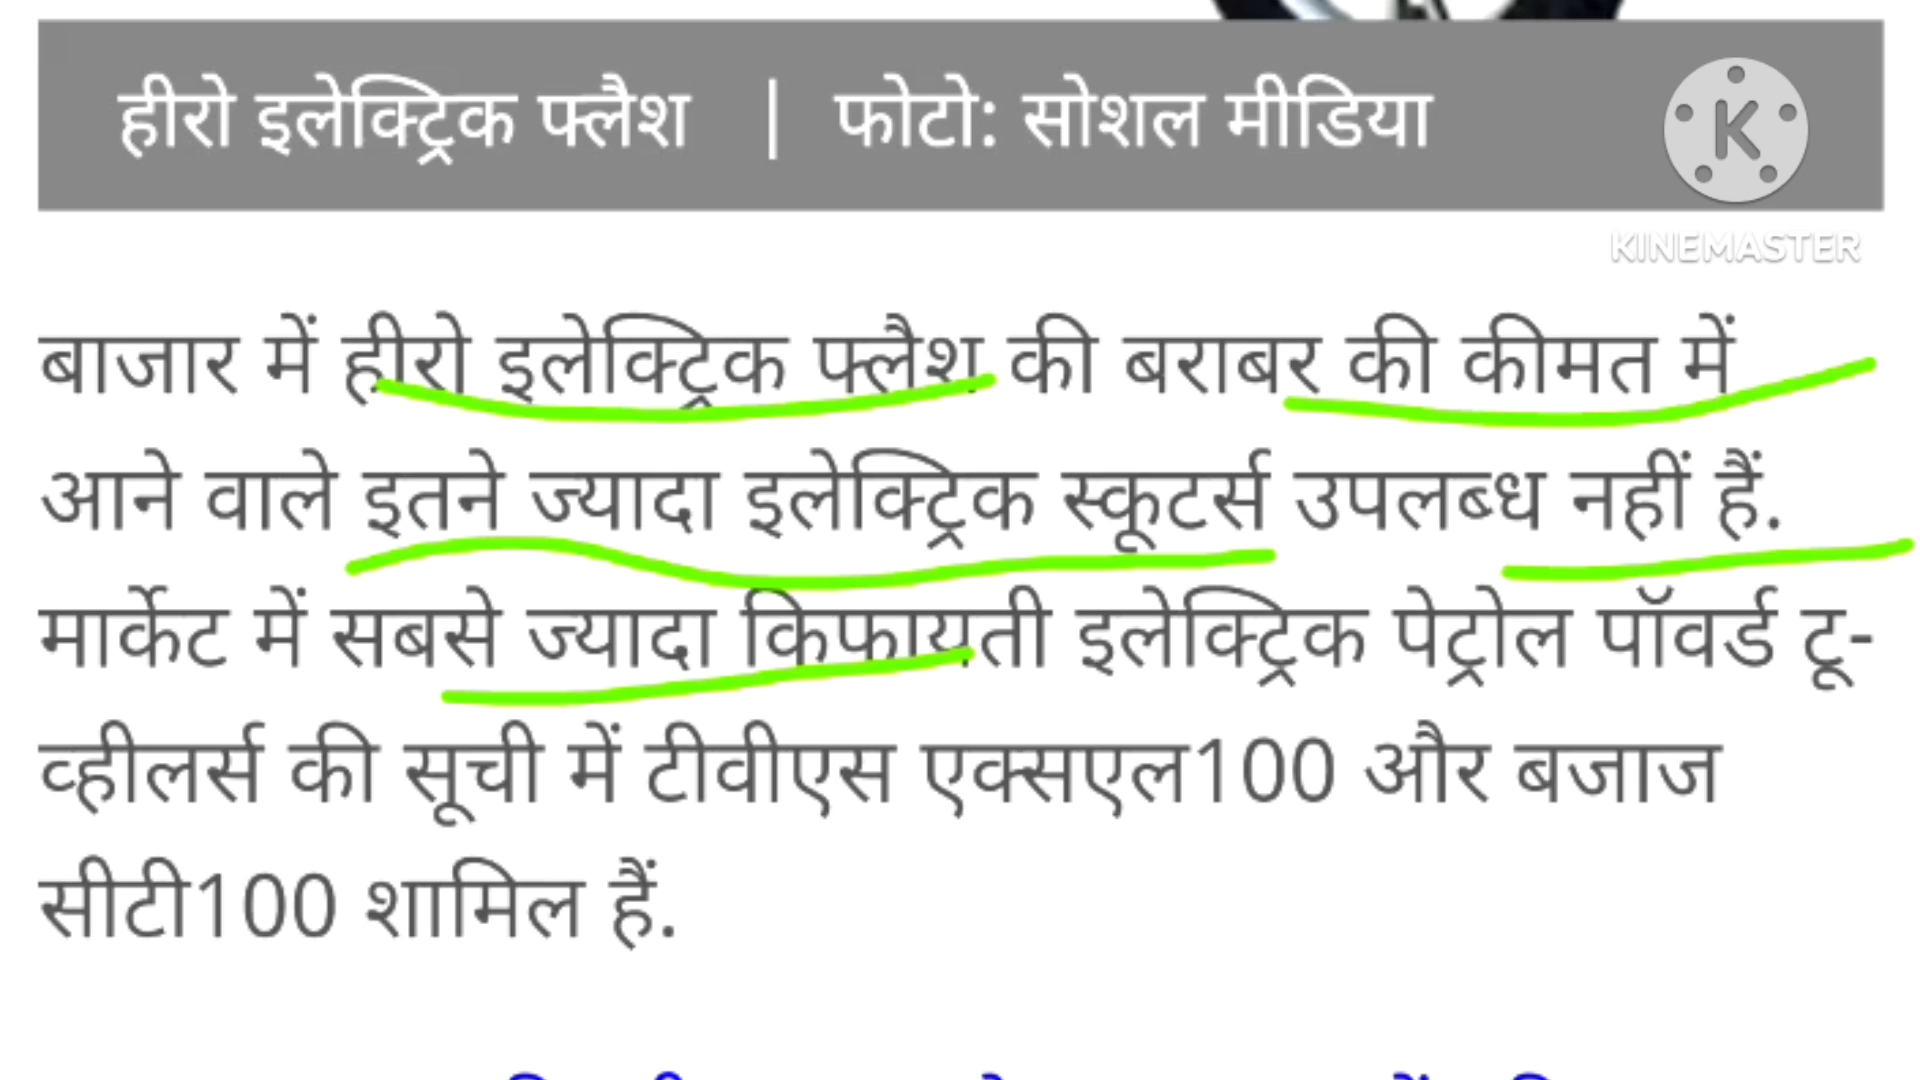 हीरो इलेक्ट्रिक फ्लैश | फोटो: सोशल मीडिया
K
KINEMASTER
बाजार में हीरो इलेक्ट्रिक फ्लैश की बराबर की कीमत में
आने वाले इतने ज्यादा इलेक्ट्रिक स्कूटर्स उपलब्ध नहीं हैं.
मार्केट में सबसे ज्यादा किफायती इलेक्ट्रिक पेट्रोल पॉवर्ड टू-
व्हीलर्स की सूची में टीवीएस एक्सएल100 और बजाज
सीटी100 शामिल हैं.